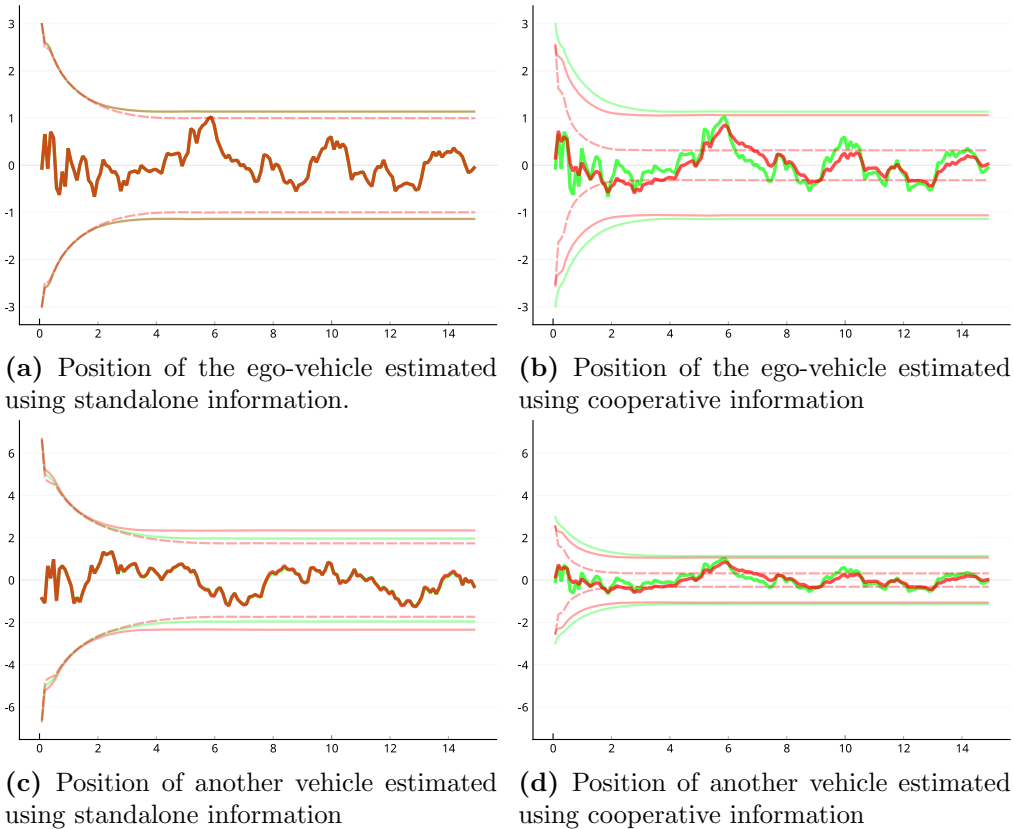 3
2
1
0
-1
-2
-3
0 2 4 6 8 10 12 14
3
2
1
0
-1
-2
-3
0 2 4 6 8 10 12 14
(a) Position of the ego-vehicle estimated
using standalone information.
(b) Position of the ego-vehicle estimated
using cooperative information
6
4
2
0
-2
-4
-6
0 2 4 6 8 10 12 14
6
4
2
0
-2
-4
-6
0 2 4 6 8 10 12 14
(c) Position of another vehicle estimated
using standalone information
(d) Position of another vehicle estimated
using cooperative information